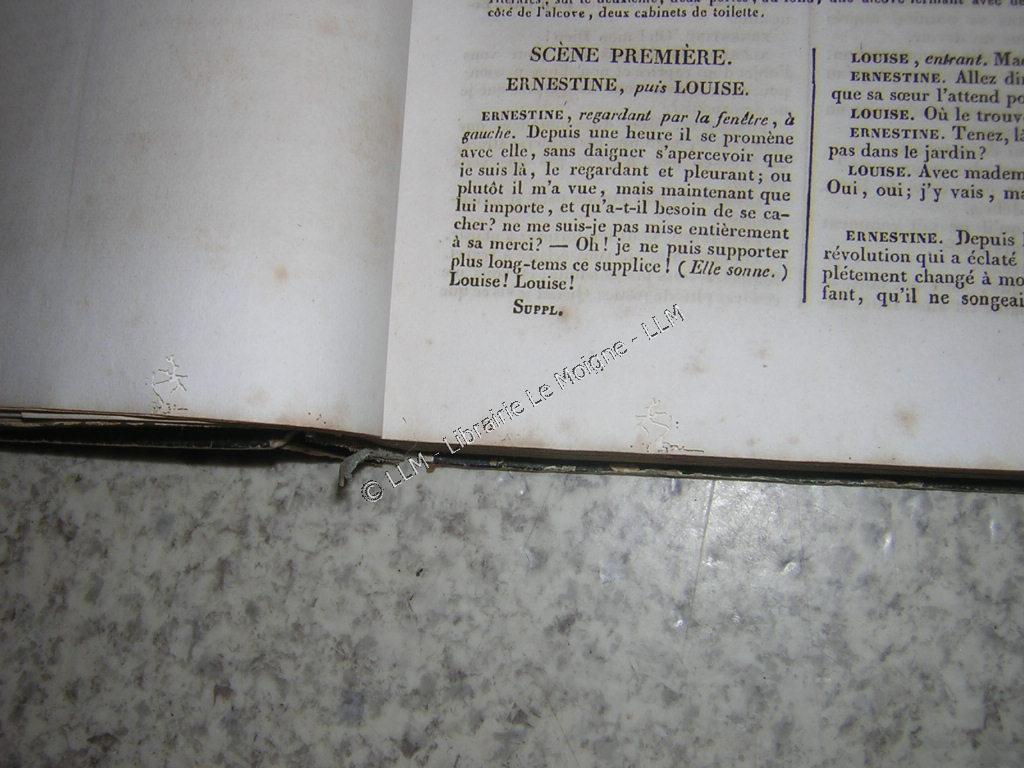 côté de l'alcove, deux cabinets de toilette.
SCÈNE PREMIÈRE.
ERNESTINE, puis LOUISE.
ERNESTINE, regardant par la fenêtre, à
gauche. Depuis une heure il se promène
avec elle, sans daigner s'apercevoir que
je suis là, le regardant et pleurant; ou
plutôt il m'a vue, mais maintenant que
lui importe, et qu'a-t-il besoin de se ca-
cher? ne me suis-je pas mise entièrement
à sa merci? — Oh! je ne puis supporter
plus long-tems ce supplice! (Elle sonne.)
Louise! Louise!
SUPPL.
LOUISE, entrant.
ERNESTINE. Allez
que sa sœur l'attend
LOUISE. Où le
ERNESTINE. Tenez,
pas dans le jardin?
LOUISE. Avec
Oui, oui; j'y vais,
ERNESTINE. Depuis
révolution qui a éclaté
plétement changé à
fant, qu'il ne
© LLM - Librairie Le Moigne - LLM